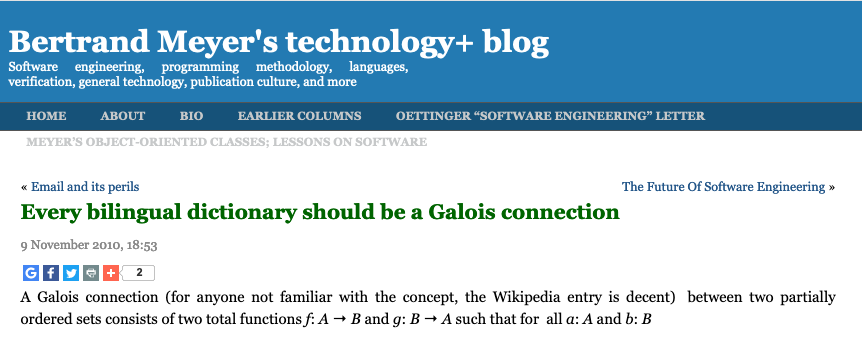 Bertrand Meyer's technology+ blog
Software engineering, programming methodology, languages,
verification, general technology, publication culture, and more
HOME ABOUT BIO EARLIER COLUMNS OETTINGER “SOFTWARE ENGINEERING” LETTER
MEYER’S OBJECT-ORIENTED CLASSES; LESSONS ON SOFTWARE
« Email and its perils The Future Of Software Engineering »
Every bilingual dictionary should be a Galois connection
9 November 2010, 18:53
G f + 2
A Galois connection (for anyone not familiar with the concept, the Wikipedia entry is decent) between two partially
ordered sets consists of two total functions f: A → B and g: B → A such that for all a: A and b: B